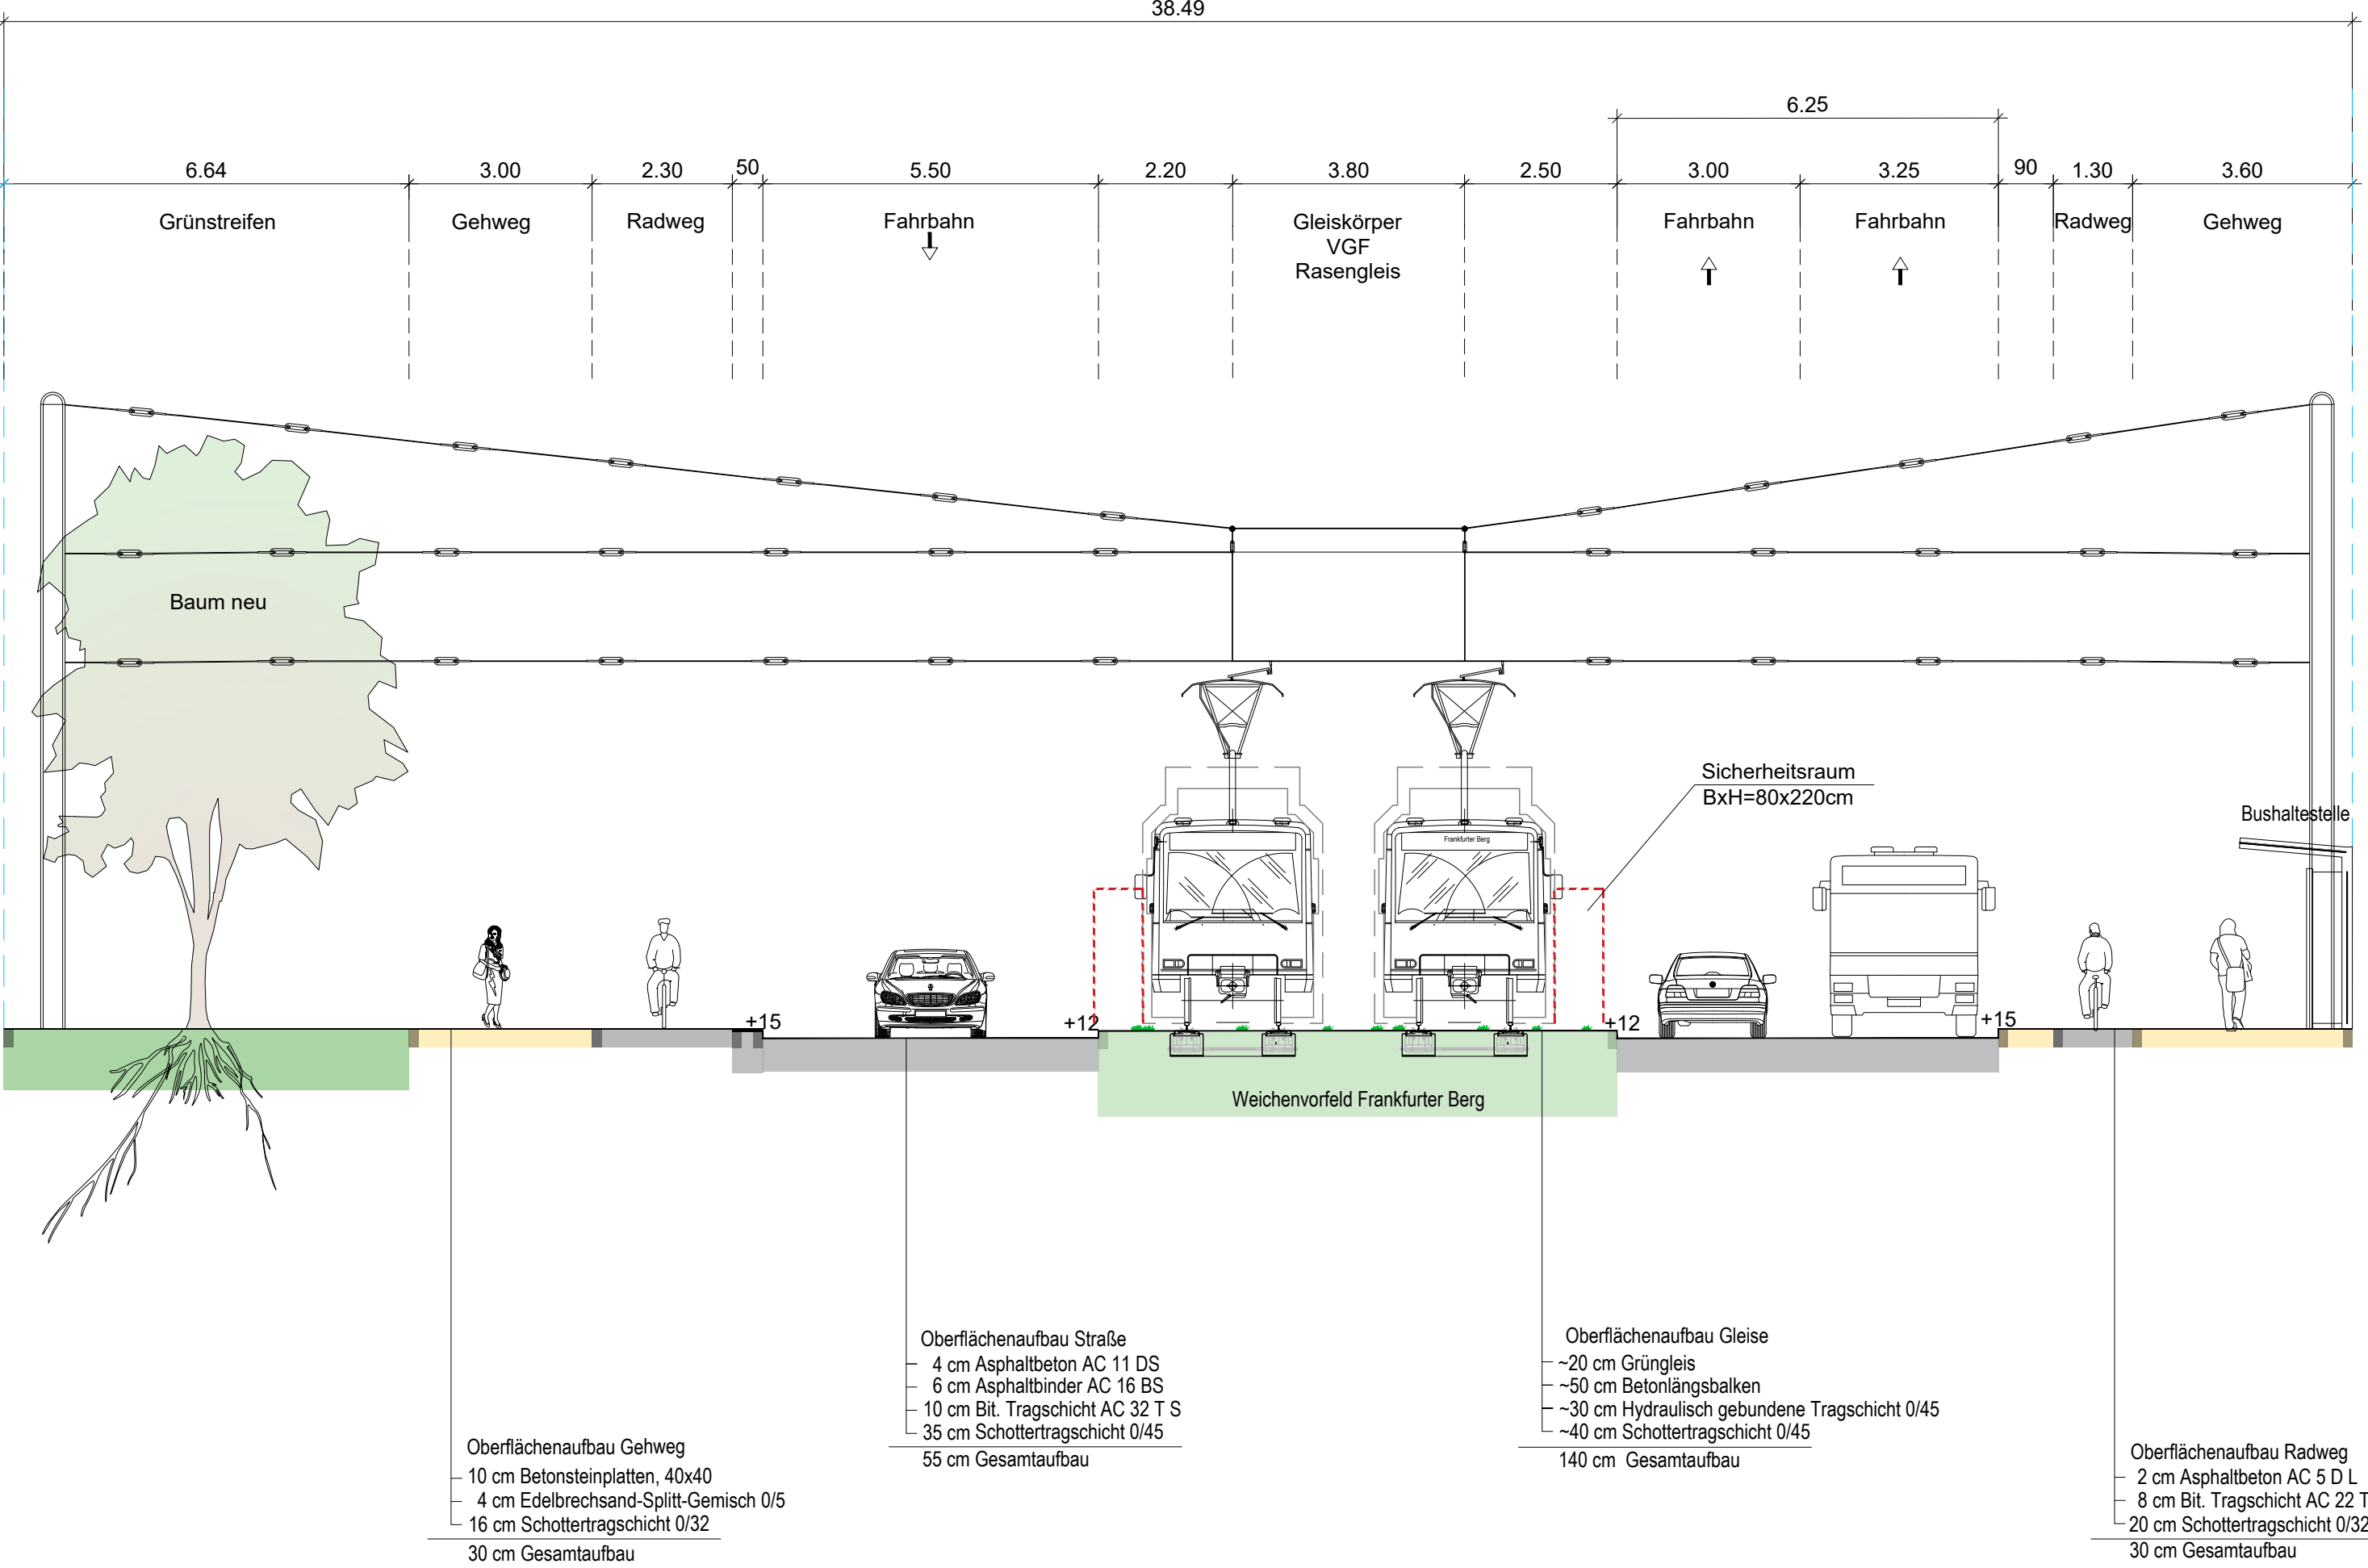 38.49
6.25
6.64
3.00
2.30
50
5.50
2.20
3.80
2.50
3.00
3.25
90
1.30
3.60
Grünstreifen
Gehweg
Radweg
Fahrbahn
Gleiskörper
VGF
Rasengleis
Fahrbahn
Fahrbahn
Radweg
Gehweg
Baum neu
Sicherheitsraum
BxH=80x220cm
Bushaltestelle
Frankfurter Berg
+15
+12
+12
+15
Weichenvorfeld Frankfurter Berg
Oberflächenaufbau Gehweg
10 cm Betonsteinplatten, 40x40
4 cm Edelbrechsand-Splitt-Gemisch 0/5
16 cm Schottertragschicht 0/32
30 cm Gesamtaufbau
Oberflächenaufbau Straße
4 cm Asphaltbeton AC 11 DS
6 cm Asphaltbinder AC 16 BS
10 cm Bit. Tragschicht AC 32 T S
35 cm Schottertragschicht 0/45
55 cm Gesamtaufbau
Oberflächenaufbau Gleise
~20 cm Grüngleis
~50 cm Betonlängsbalken
~30 cm Hydraulisch gebundene Tragschicht 0/45
~40 cm Schottertragschicht 0/45
140 cm Gesamtaufbau
Oberflächenaufbau Radweg
2 cm Asphaltbeton AC 5 D L
8 cm Bit. Tragschicht AC 22 T
20 cm Schottertragschicht 0/32
30 cm Gesamtaufbau